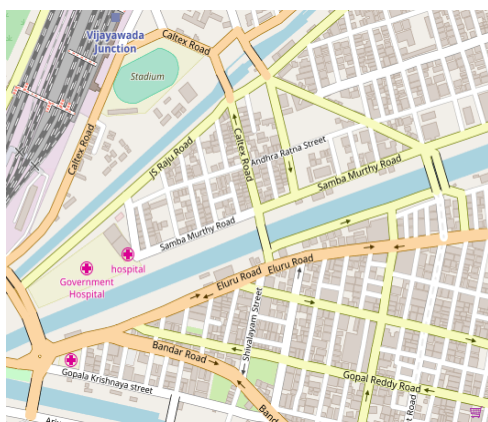 Vijayawada
Junction
Caltex Road
Stadium
Caltex Road
JS Raju Road
Caltex Road
Andhra Ratna Street
Samba Murthy Road
Samba Murthy Road
hospital
Government
Hospital
Eluru Road
Eluru Road
Shivalayam Street
Bandar Road
Gopala Krishnaya street
Gopal Reddy Road
Band
t Road